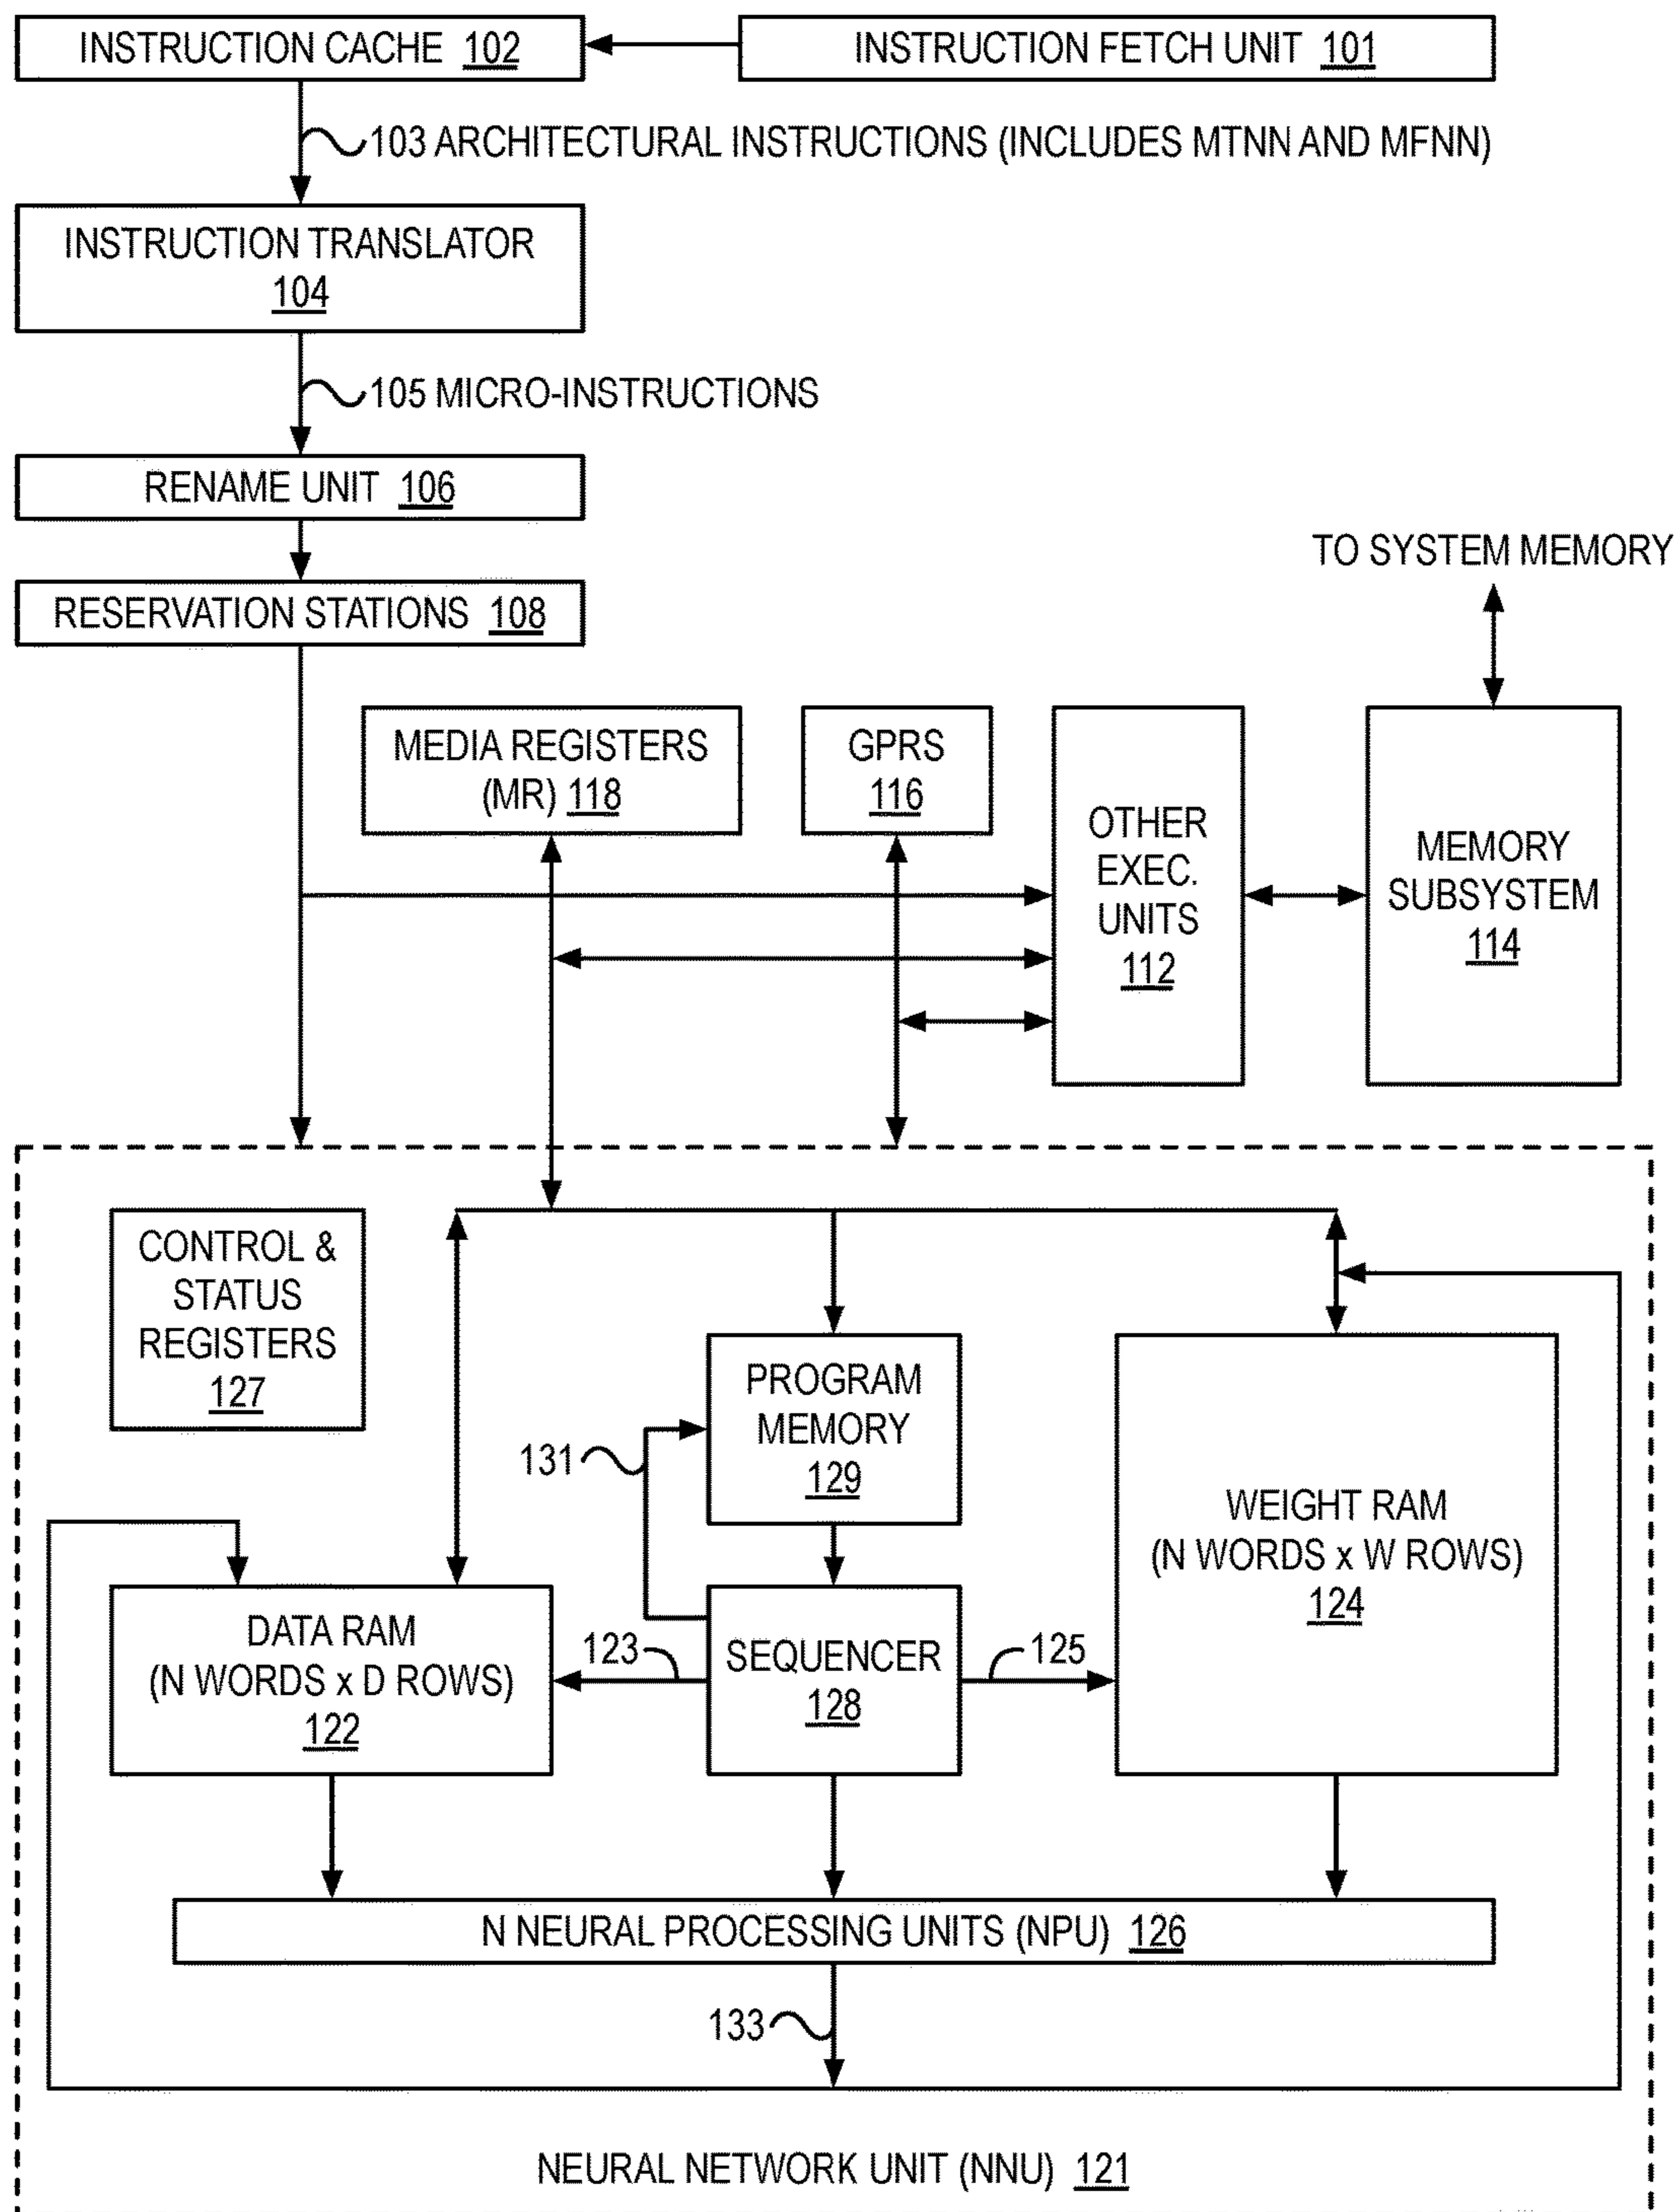 INSTRUCTION CACHE 102
INSTRUCTION FETCH UNIT 101
103 ARCHITECTURAL INSTRUCTIONS (INCLUDES MTNN AND MFNN)
INSTRUCTION TRANSLATOR
104
105 MICRO-INSTRUCTIONS
RENAME UNIT 106
TO SYSTEM MEMORY
RESERVATION STATIONS 108
MEDIA REGISTERS
(MR) 118
GPRS
116
OTHER
EXEC.
UNITS
112
MEMORY
SUBSYSTEM
114
CONTROL &
STATUS
REGISTERS
127
PROGRAM
MEMORY
129
131
WEIGHT RAM
(N WORDS x W ROWS)
124
DATA RAM
(N WORDS x D ROWS)
122
123
SEQUENCER
128
125
N NEURAL PROCESSING UNITS (NPU) 126
133
NEURAL NETWORK UNIT (NNU) 121